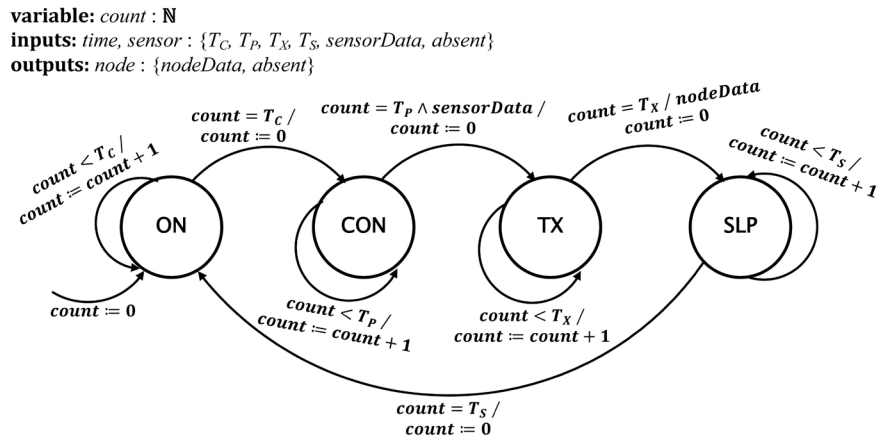 variable: count : ℕ
inputs: time, sensor : {T_C, T_P, T_X, T_S, sensorData, absent}
outputs: node : {nodeData, absent}
count = T_C /
count ≔ 0
count = T_P ∧ sensorData /
count ≔ 0
count = T_X / nodeData
count ≔ 0
count < T_C /
count ≔ count + 1
count < T_S /
count ≔ count + 1
ON
CON
TX
SLP
count ≔ 0
count < T_P /
count ≔ count + 1
count < T_X /
count ≔ count + 1
count = T_S /
count ≔ 0